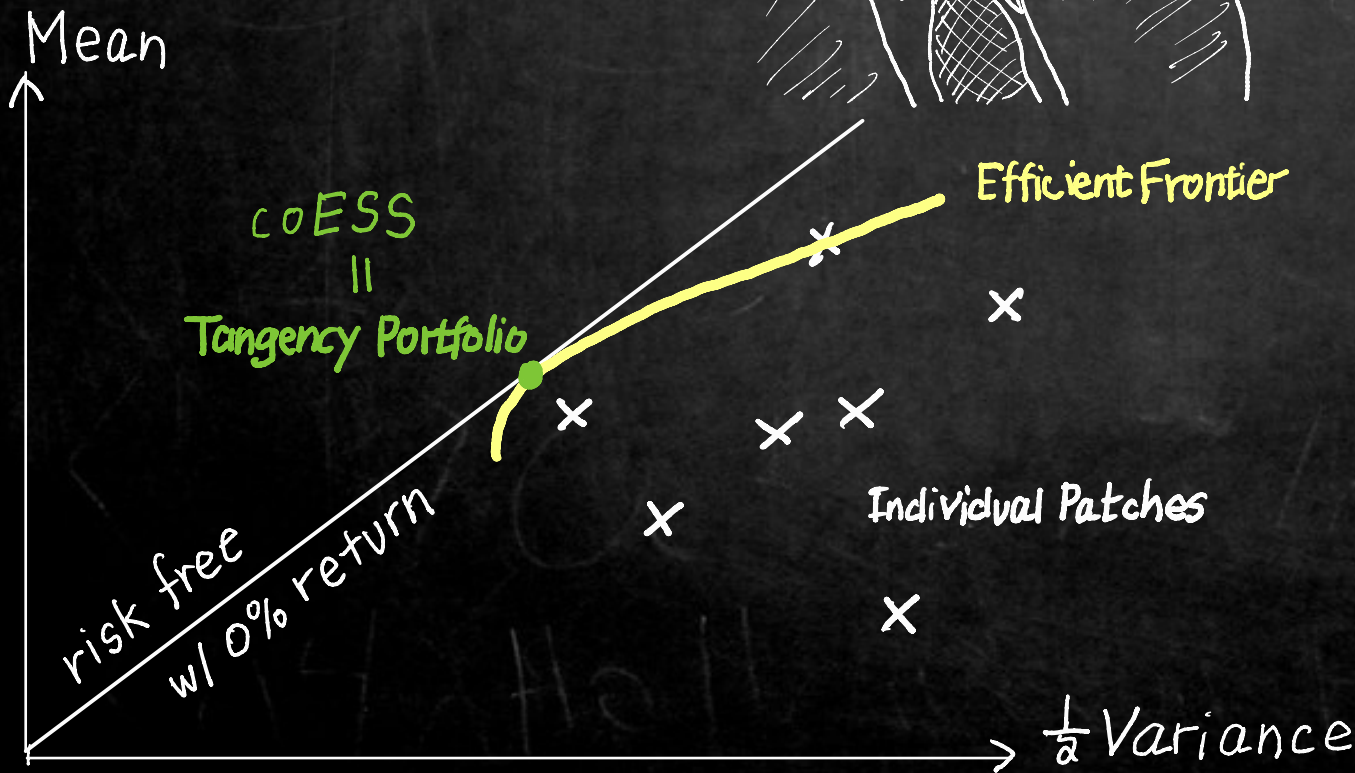 Mean
Efficient Frontier
coESS
=
Tangency Portfolio
Individual Patches
risk free
w/ 0% return
1/2 Variance